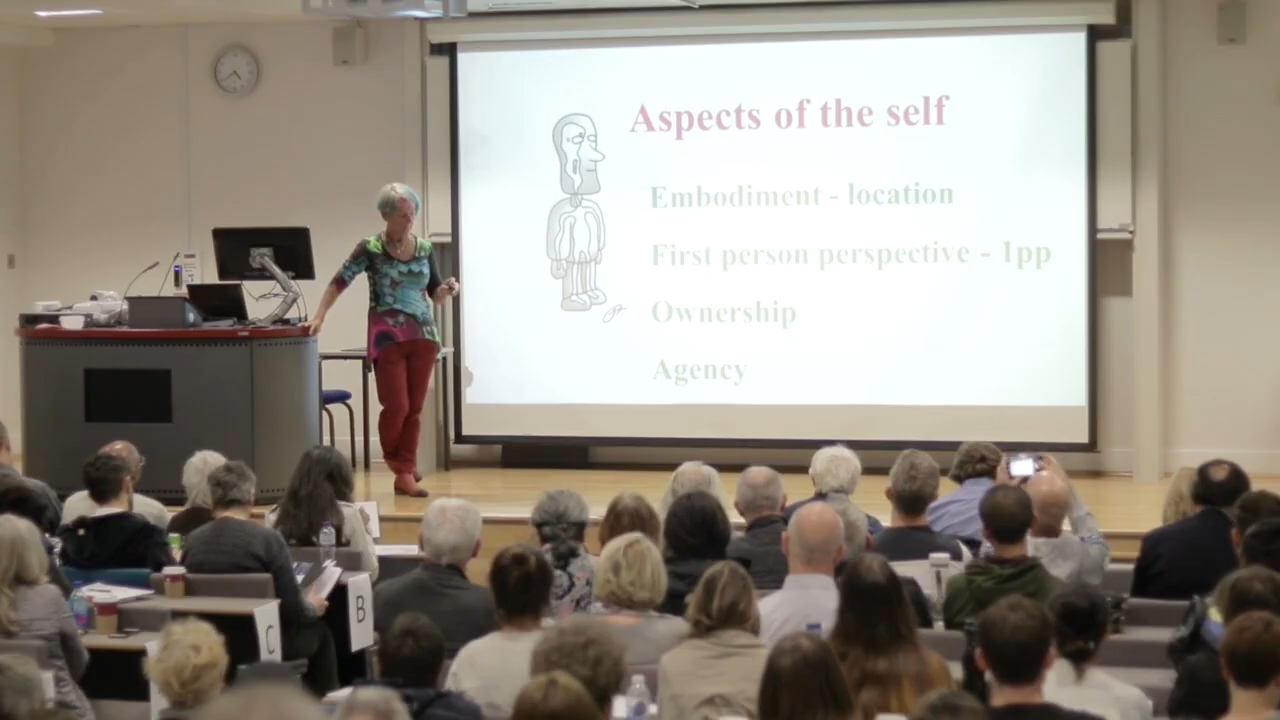 Aspects of the self
Embodiment - location
First person perspective - 1pp
Ownership
Agency
B
C